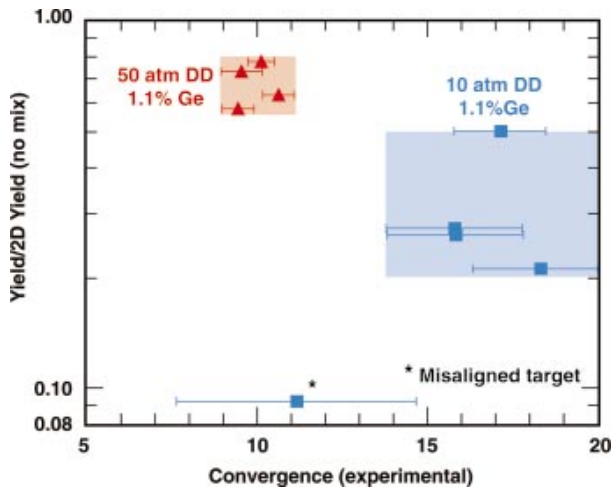 1.00
50 atm DD
1.1% Ge
10 atm DD
1.1%Ge
Yield/2D Yield (no mix)
* Misaligned target
*
0.10
0.08
5 10 15 20
Convergence (experimental)